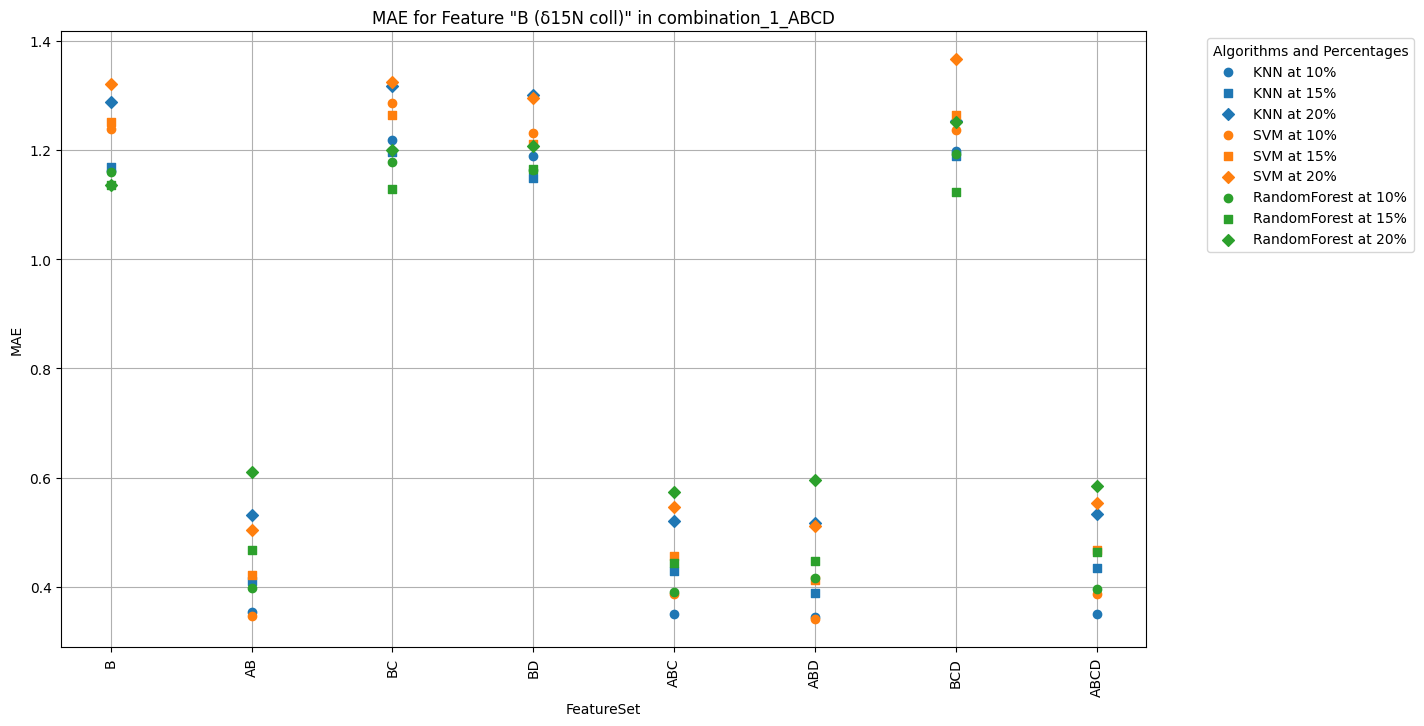 MAE for Feature "B (δ15N coll)" in combination_1_ABCD
1.4
1.2
1.0
0.8
0.6
0.4
MAE
B
AB
BC
BD
ABC
ABD
BCD
ABCD
FeatureSet
Algorithms and Percentages
KNN at 10%
KNN at 15%
KNN at 20%
SVM at 10%
SVM at 15%
SVM at 20%
RandomForest at 10%
RandomForest at 15%
RandomForest at 20%